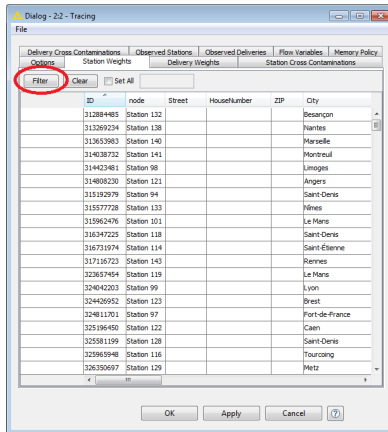 Dialog - 2:2 - Tracing
File
Delivery Cross Contaminations Observed Stations Observed Deliveries Flow Variables Memory Policy
Options Station Weights Delivery Weights Station Cross Contaminations
Filter Clear Set All
ID node Street HouseNumber ZIP City
312884485 Station 132 Besançon
313269234 Station 138 Nantes
313653983 Station 140 Marseille
314038732 Station 141 Montreuil
314423481 Station 98 Limoges
314808230 Station 121 Angers
315192979 Station 94 Saint-Denis
315577728 Station 133 Nîmes
315962476 Station 101 Le Mans
316347225 Station 118 Saint-Denis
316731974 Station 114 Saint-Étienne
317116723 Station 143 Rennes
323657454 Station 119 Le Mans
324042203 Station 99 Lyon
324426952 Station 123 Brest
324811701 Station 97 Fort-de-France
325196450 Station 122 Caen
325581199 Station 128 Saint-Denis
325965948 Station 116 Tourcoing
326350697 Station 129 Metz
OK Apply Cancel ?